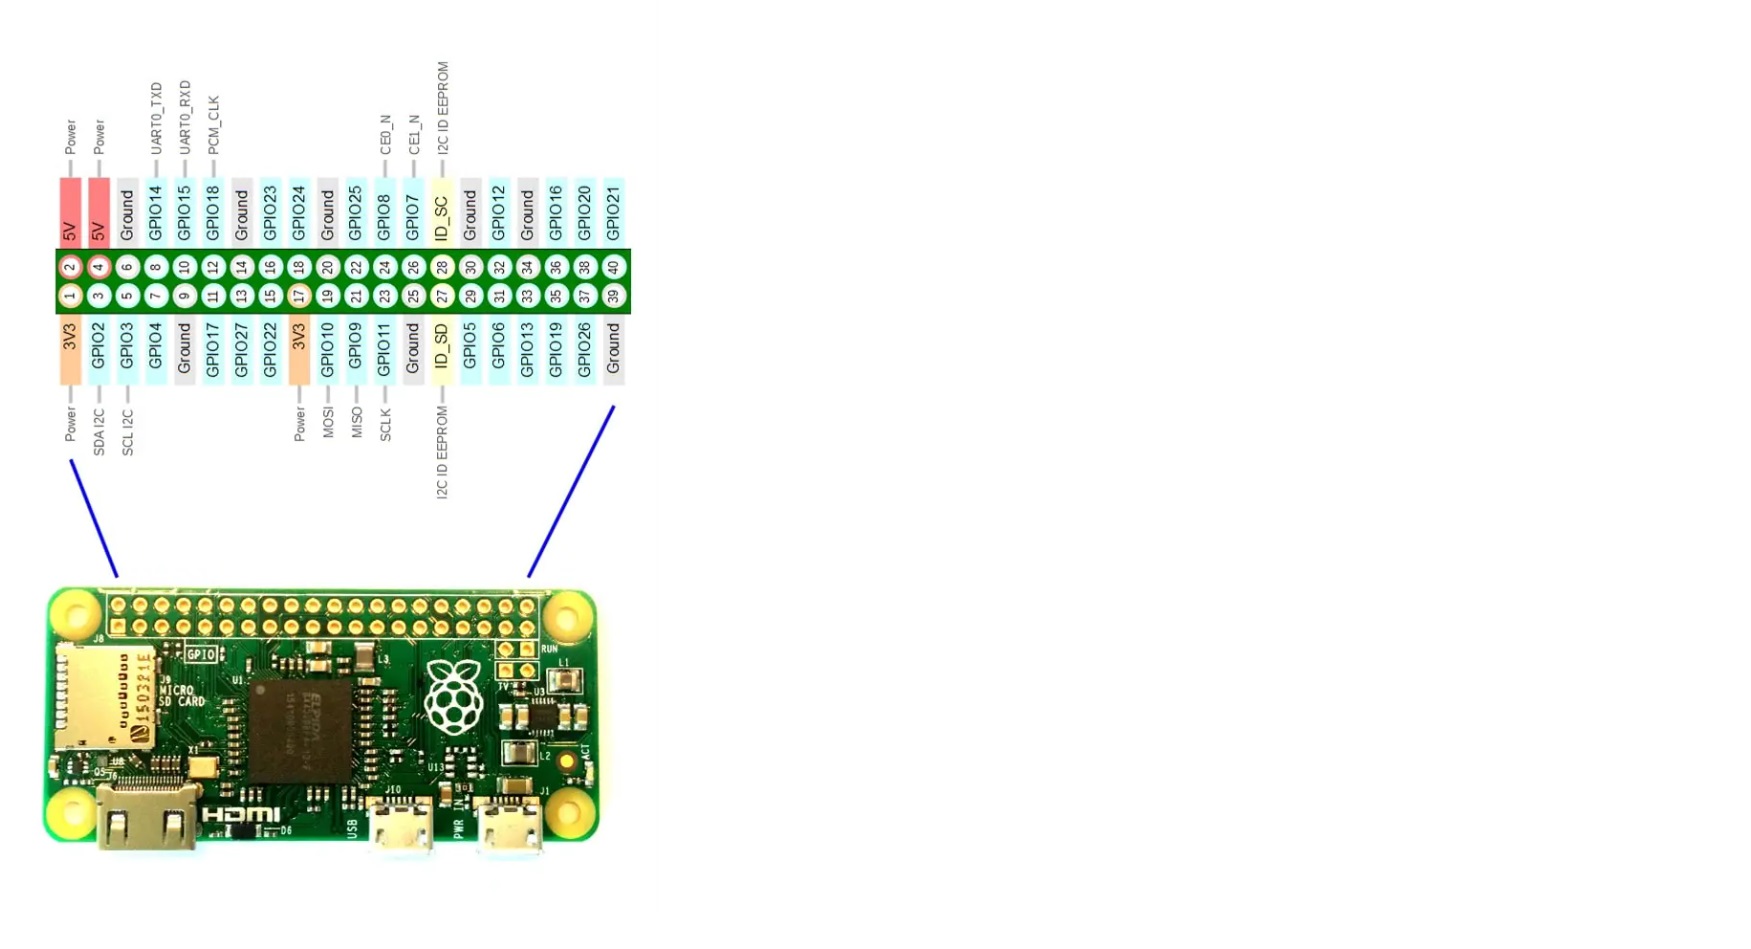 Power Power UART0_TXD UART0_RXD PCM_CLK CE0_N CE1_N I2C ID EEPROM
5V 5V Ground GPIO14 GPIO15 GPIO18 Ground GPIO23 GPIO24 Ground GPIO25 GPIO8 GPIO7 ID_SC Ground GPIO12 Ground GPIO16 GPIO20 GPIO21
2 4 6 8 10 12 14 16 18 20 22 24 26 28 30 32 34 36 38 40
1 3 5 7 9 11 13 15 17 19 21 23 25 27 29 31 33 35 37 39
3V3 GPIO2 GPIO3 GPIO4 Ground GPIO17 GPIO27 GPIO22 3V3 GPIO10 GPIO9 GPIO11 Ground ID_SD GPIO5 GPIO6 GPIO13 GPIO19 GPIO26 Ground
Power SDA I2C SCL I2C Power MOSI MISO SCLK I2C ID EEPROM
J8
GPIO
RUN
L3
L1
TV
U1
U3
J9
MICRO
SD CARD
150321E
X1
U8
Q5
J6
U13
L2
ACT
J10
J1
HDMI
D6
USB
PWR IN